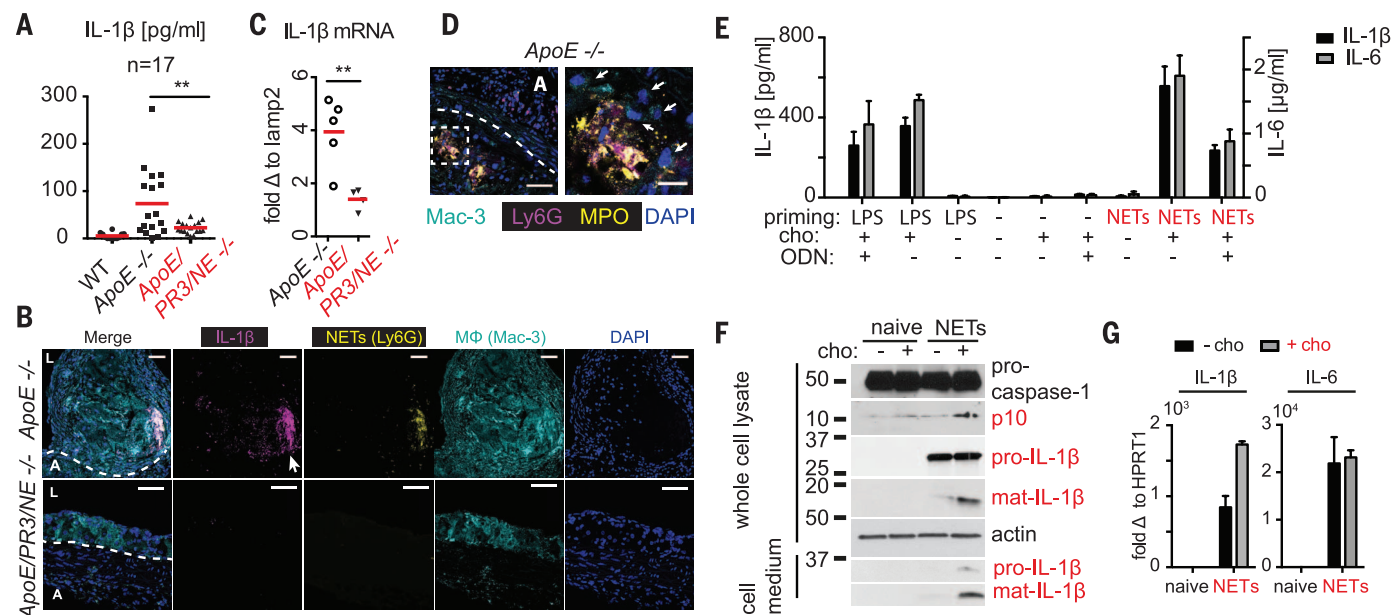 A
IL-1β [pg/ml]
n=17
**
300
200
100
0
WT
ApoE -/-
ApoE/
PR3/NE -/-
C
IL-1β mRNA
**
fold Δ to lamp2
6
4
2
0
ApoE -/-
ApoE/
PR3/NE -/-
D
ApoE -/-
A
Mac-3 Ly6G MPO DAPI
E
IL-1β [pg/ml]
800
400
0
IL-6 [µg/ml]
2
1
0
IL-1β
IL-6
priming: LPS LPS LPS - - - NETs NETs NETs
cho: + + - - + + - + +
ODN: + - - - - + - - +
B
Merge IL-1β NETs (Ly6G) MΦ (Mac-3) DAPI
ApoE -/-
L
A
ApoE/PR3/NE -/-
L
A
F
naive NETs
cho: - + - +
whole cell lysate
50 pro-caspase-1
10 p10
37
25 pro-IL-1β
20
15 mat-IL-1β
50 actin
cell medium
37 pro-IL-1β
mat-IL-1β
G
- cho + cho
IL-1β IL-6
fold Δ to HPRT1
10³
2
1
0
naive NETs
10⁴
3
2
1
0
naive NETs